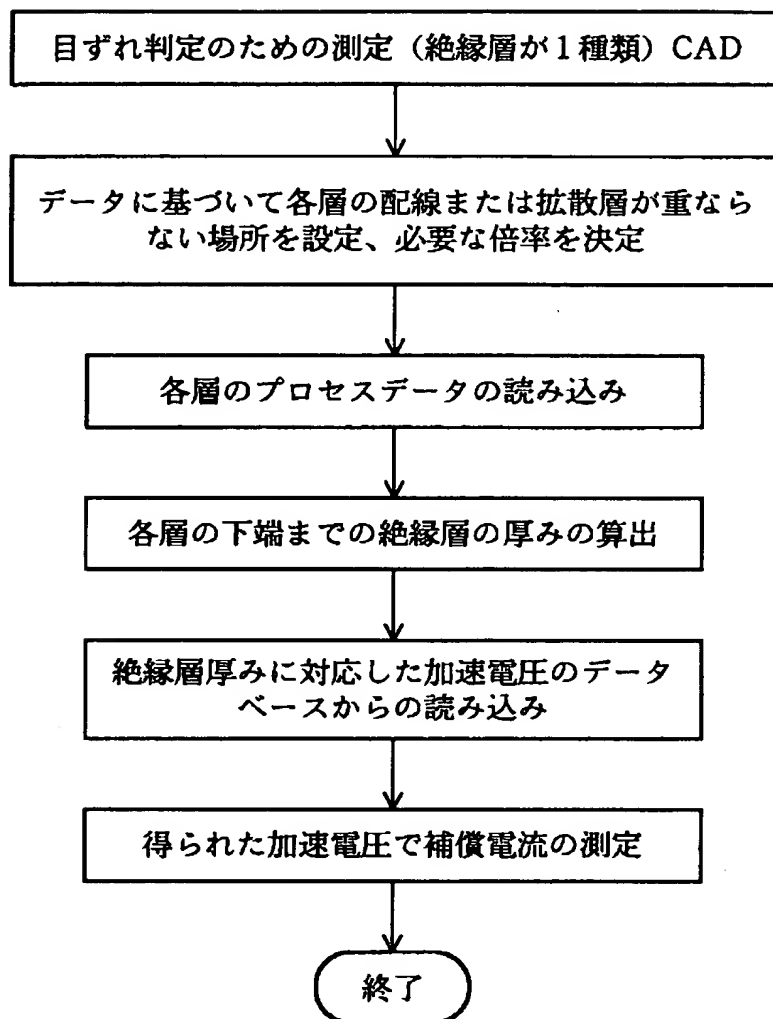 目ずれ判定のための測定（絶縁層が１種類）CAD
データに基づいて各層の配線または拡散層が重なら
ない場所を設定、必要な倍率を決定
各層のプロセスデータの読み込み
各層の下端までの絶縁層の厚みの算出
絶縁層厚みに対応した加速電圧のデータ
ベースからの読み込み
得られた加速電圧で補償電流の測定
終了